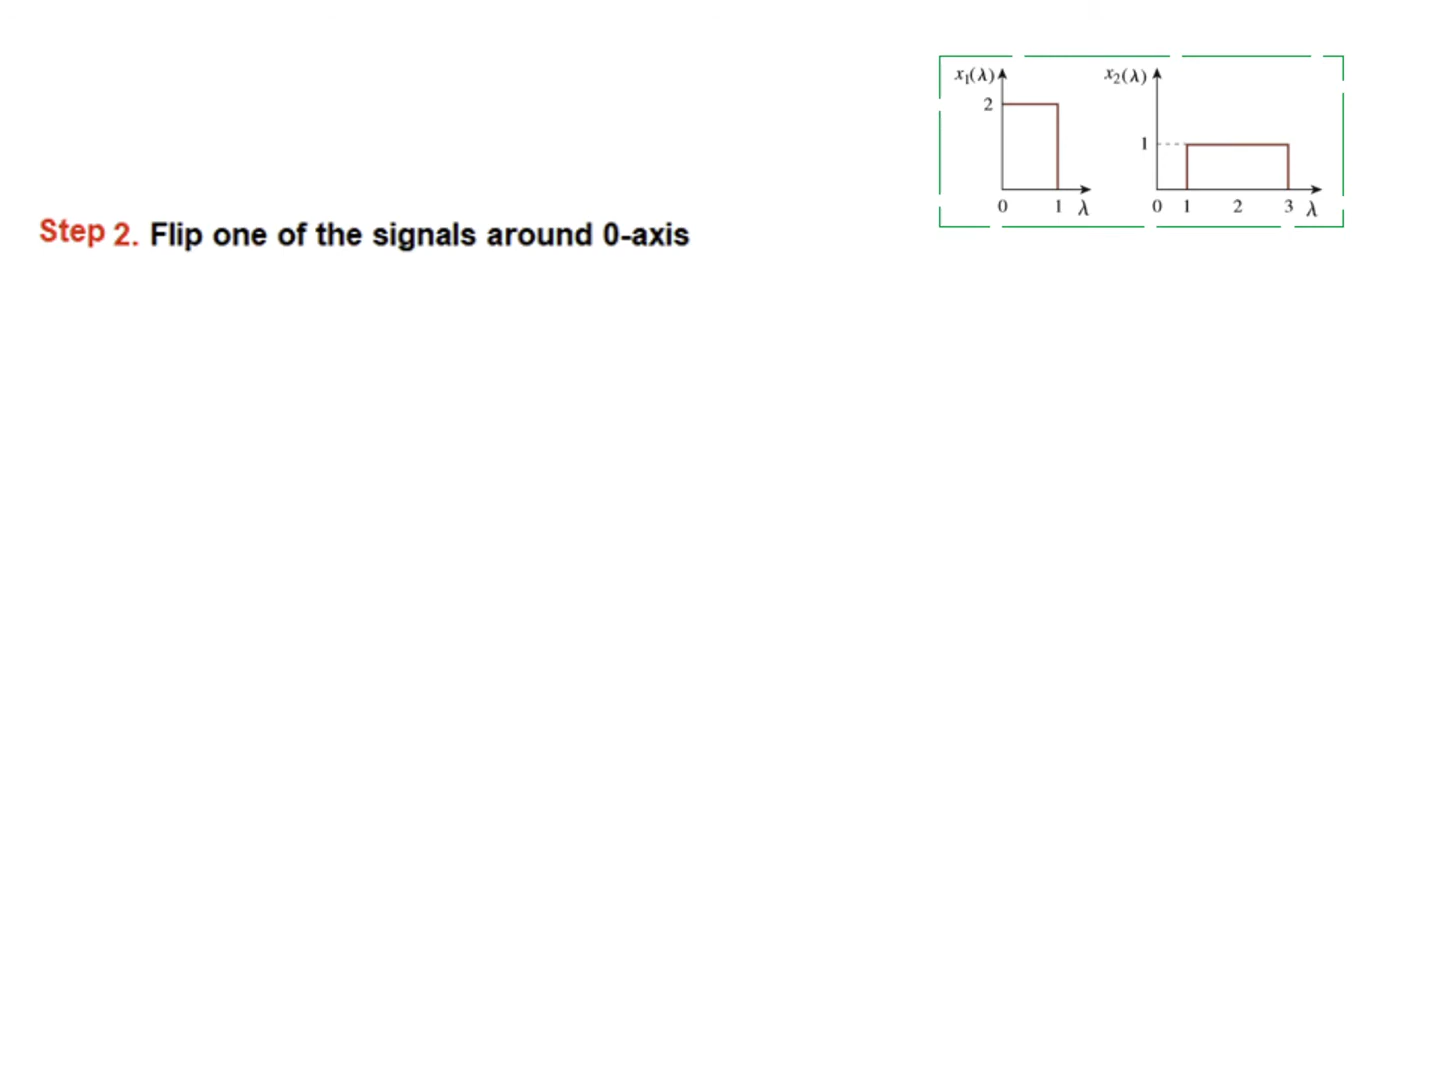 x₁(λ)
2
0 1 λ
x₂(λ)
1
0 1 2 3 λ
Step 2. Flip one of the signals around 0-axis